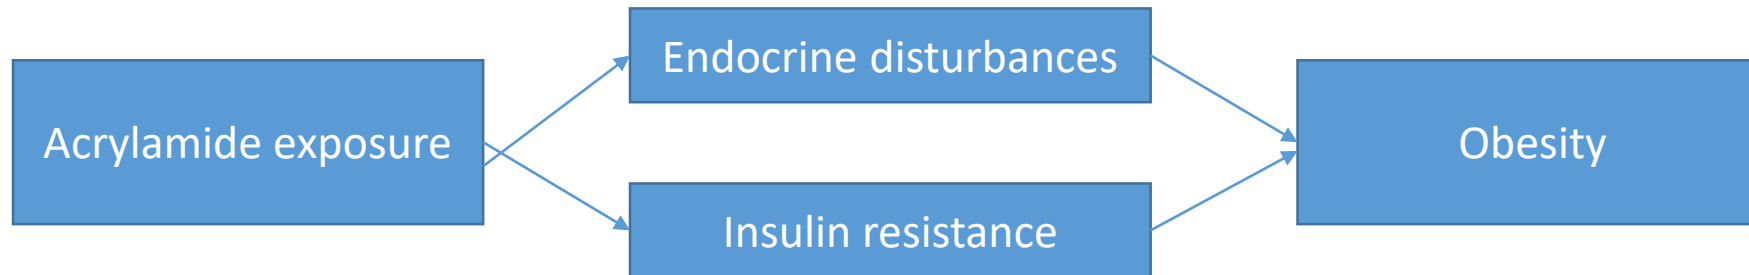 Acrylamide exposure
Endocrine disturbances
Insulin resistance
Obesity